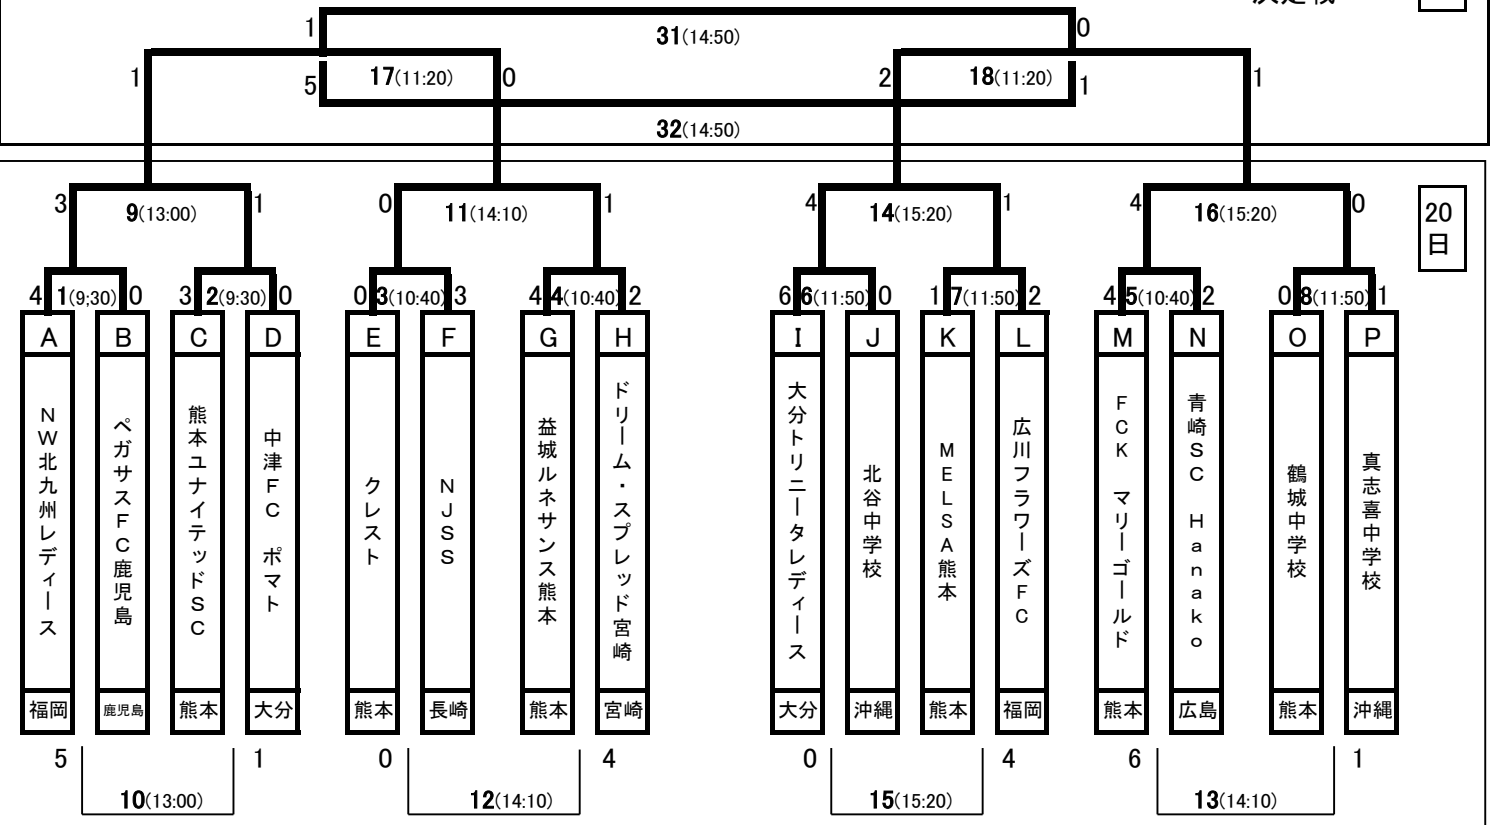 1 31(14:50) 0
1 5 17(11:20) 0 2 18(11:20) 1 1
32(14:50)
3 9(13:00) 1 0 11(14:10) 1 4 14(15:20) 1 4 16(15:20) 0
20
日
4 1(9;30) 0 3 2(9:30) 0 0 3(10:40) 3 4 4(10:40) 2 6 6(11:50) 0 1 7(11:50) 2 4 5(10:40) 2 0 8(11:50) 1
A B C D E F G H I J K L M N O P
NW北九州レディース
ペガサスFC鹿児島
熊本ユナイテッドSC
中津FC ポマト
クレスト
NJSS
益城ルネサンス熊本
ドリーム・スプレッド宮崎
大分トリニータレディース
北谷中学校
MELSA熊本
広川フラワーズFC
FCK マリーゴールド
青崎SC Hanako
鶴城中学校
真志喜中学校
福岡 鹿児島 熊本 大分 熊本 長崎 熊本 宮崎 大分 沖縄 熊本 福岡 熊本 広島 熊本 沖縄
5 1 0 4 0 4 6 1
10(13:00) 12(14:10) 15(15:20) 13(14:10)